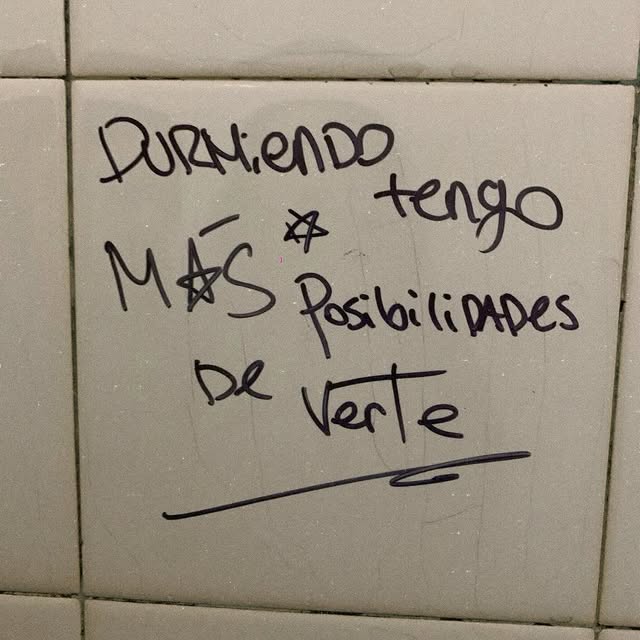 DURMiENDO
tengo
MÁS
PosibiliDADes
De
VerTe